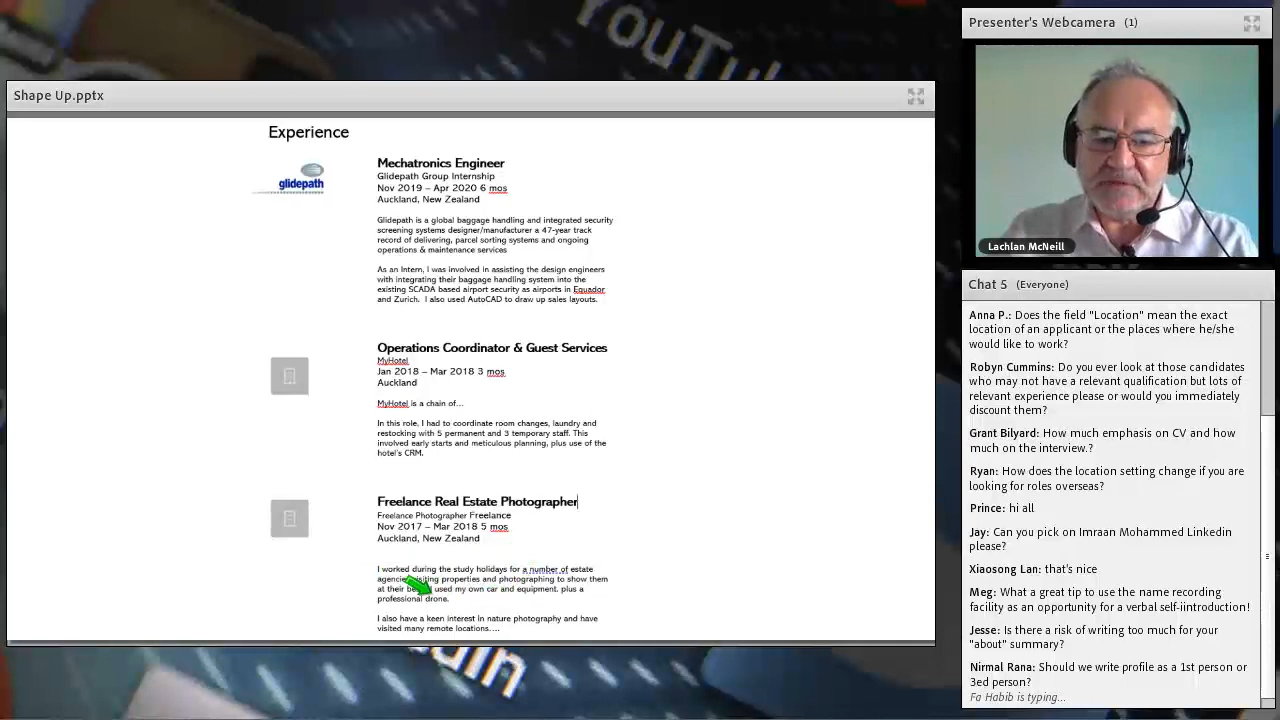 Shape Up.pptx
Experience
glidepath
Mechatronics Engineer
Glidepath Group Internship
Nov 2019 – Apr 2020 6 mos
Auckland, New Zealand
Glidepath is a global baggage handling and integrated security
screening systems designer/manufacturer a 47-year track
record of delivering, parcel sorting systems and ongoing
operations & maintenance services
As an Intern, I was involved in assisting the design engineers
with integrating their baggage handling system into the
existing SCADA based airport security as airports in Equador
and Zurich. I also used AutoCAD to draw up sales layouts.
Operations Coordinator & Guest Services
MyHotel
Jan 2018 – Mar 2018 3 mos
Auckland
MyHotel is a chain of…
In this role, I had to coordinate room changes, laundry and
restocking with 5 permanent and 3 temporary staff. This
involved early starts and meticulous planning, plus use of the
hotel's CRM.
Freelance Real Estate Photographer
Freelance Photographer Freelance
Nov 2017 – Mar 2018 5 mos
Auckland, New Zealand
I worked during the study holidays for a number of estate
agencies visiting properties and photographing to show them
at their used my own car and equipment. plus a
professional drone.
I also have a keen interest in nature photography and have
visited many remote locations….
Presenter's Webcamera (1)
Lachlan McNeill
Chat 5 (Everyone)
Anna P.: Does the field "Location" mean the exact
location of an applicant or the places where he/she
would like to work?
Robyn Cummins: Do you ever look at those candidates
who may not have a relevant qualification but lots of
relevant experience please or would you immediately
discount them?
Grant Bilyard: How much emphasis on CV and how
much on the interview.?
Ryan: How does the location setting change if you are
looking for roles overseas?
Prince: hi all
Jay: Can you pick on Imraan Mohammed Linkedin
please?
Xiaosong Lan: that's nice
Meg: What a great tip to use the name recording
facility as an opportunity for a verbal self-iintroduction!
Jesse: Is there a risk of writing too much for your
"about" summary?
Nirmal Rana: Should we write profile as a 1st person or
3ed person?
Fa Habib is typing...